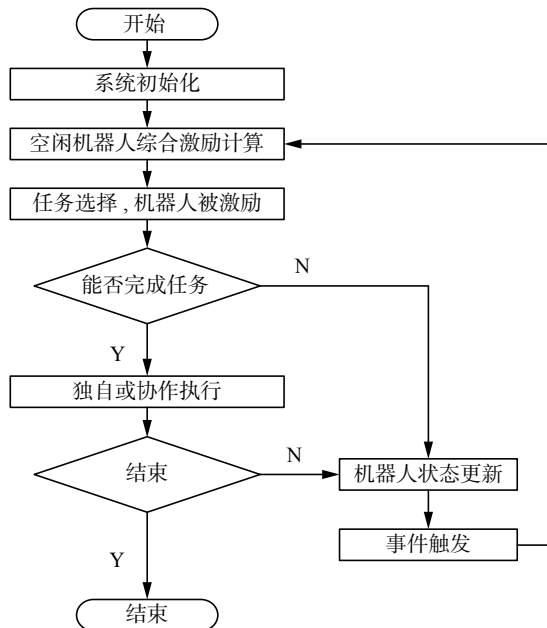 开始
系统初始化
空闲机器人综合激励计算
任务选择,机器人被激励
能否完成任务
N
Y
独自或协作执行
结束
N
机器人状态更新
事件触发
Y
结束